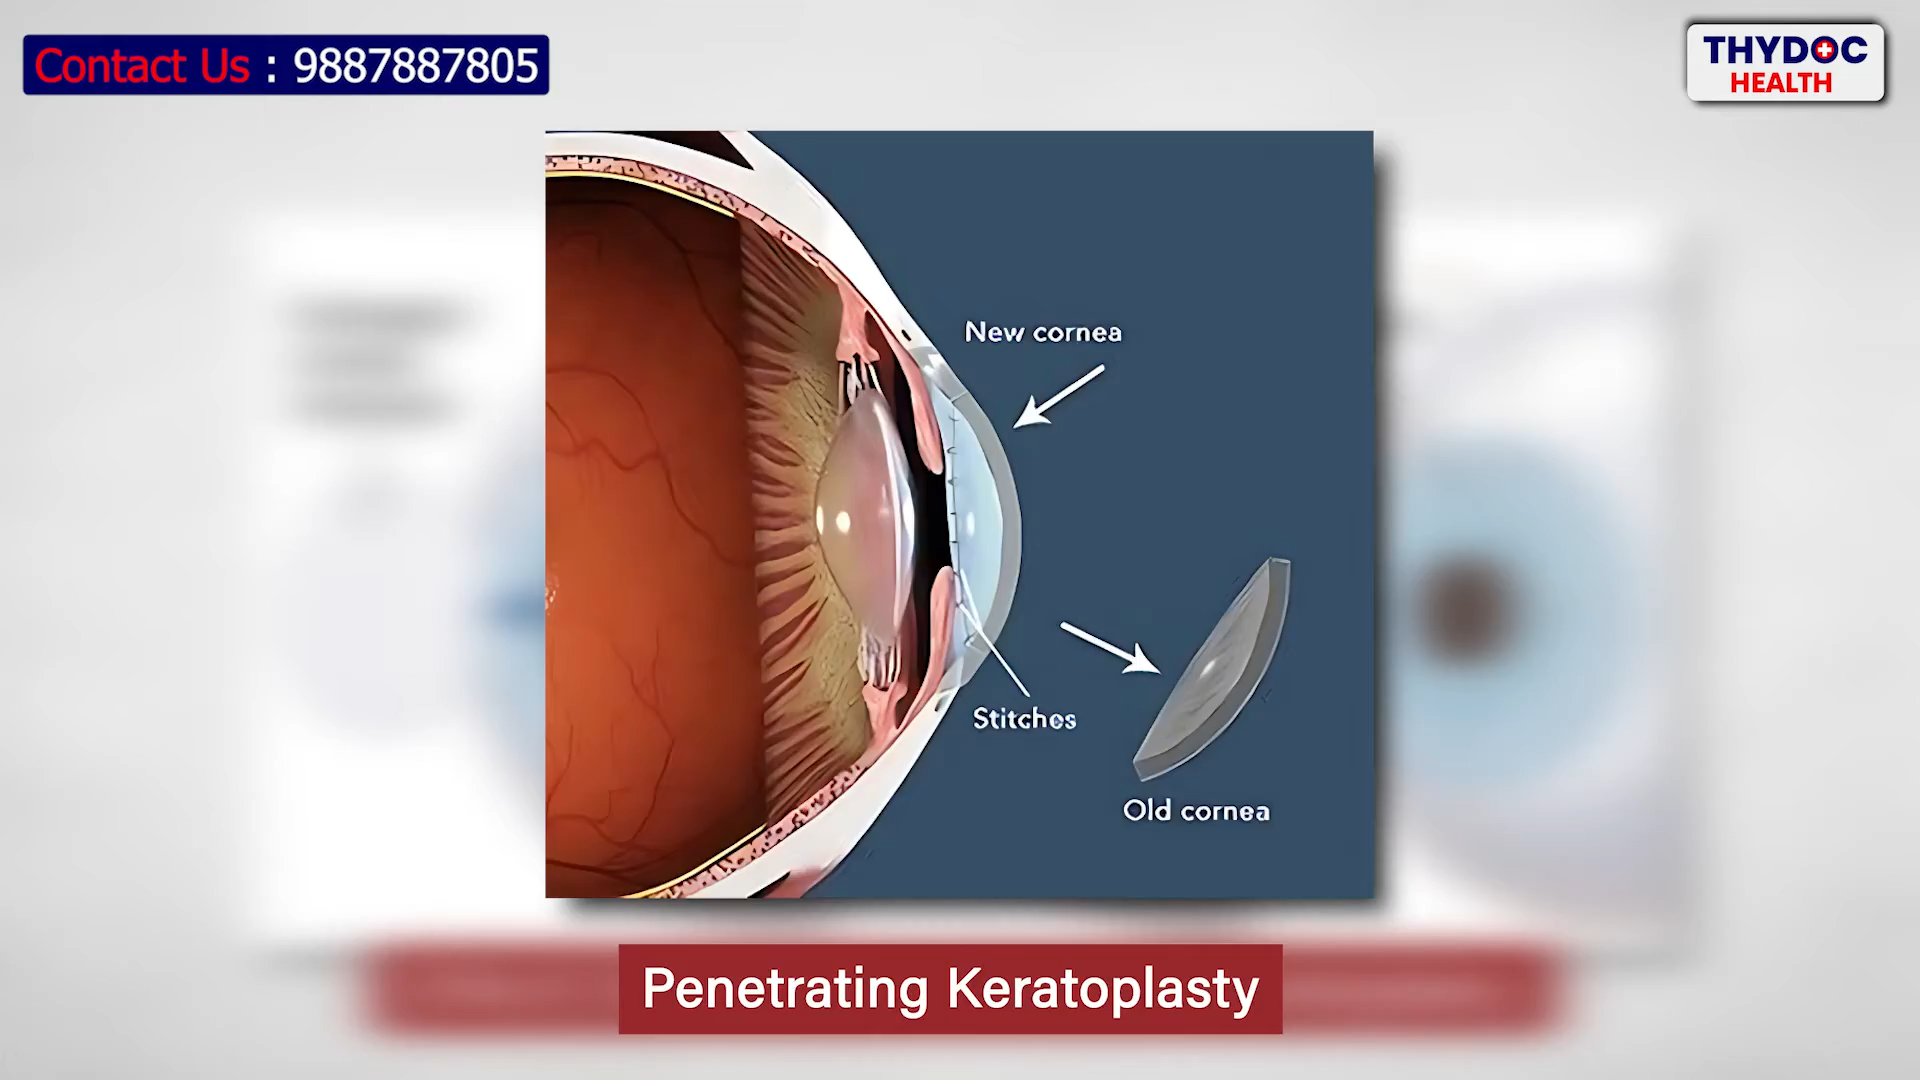 Contact Us : 9887887805
THYDOC
HEALTH
New cornea
Stitches
Old cornea
Penetrating Keratoplasty